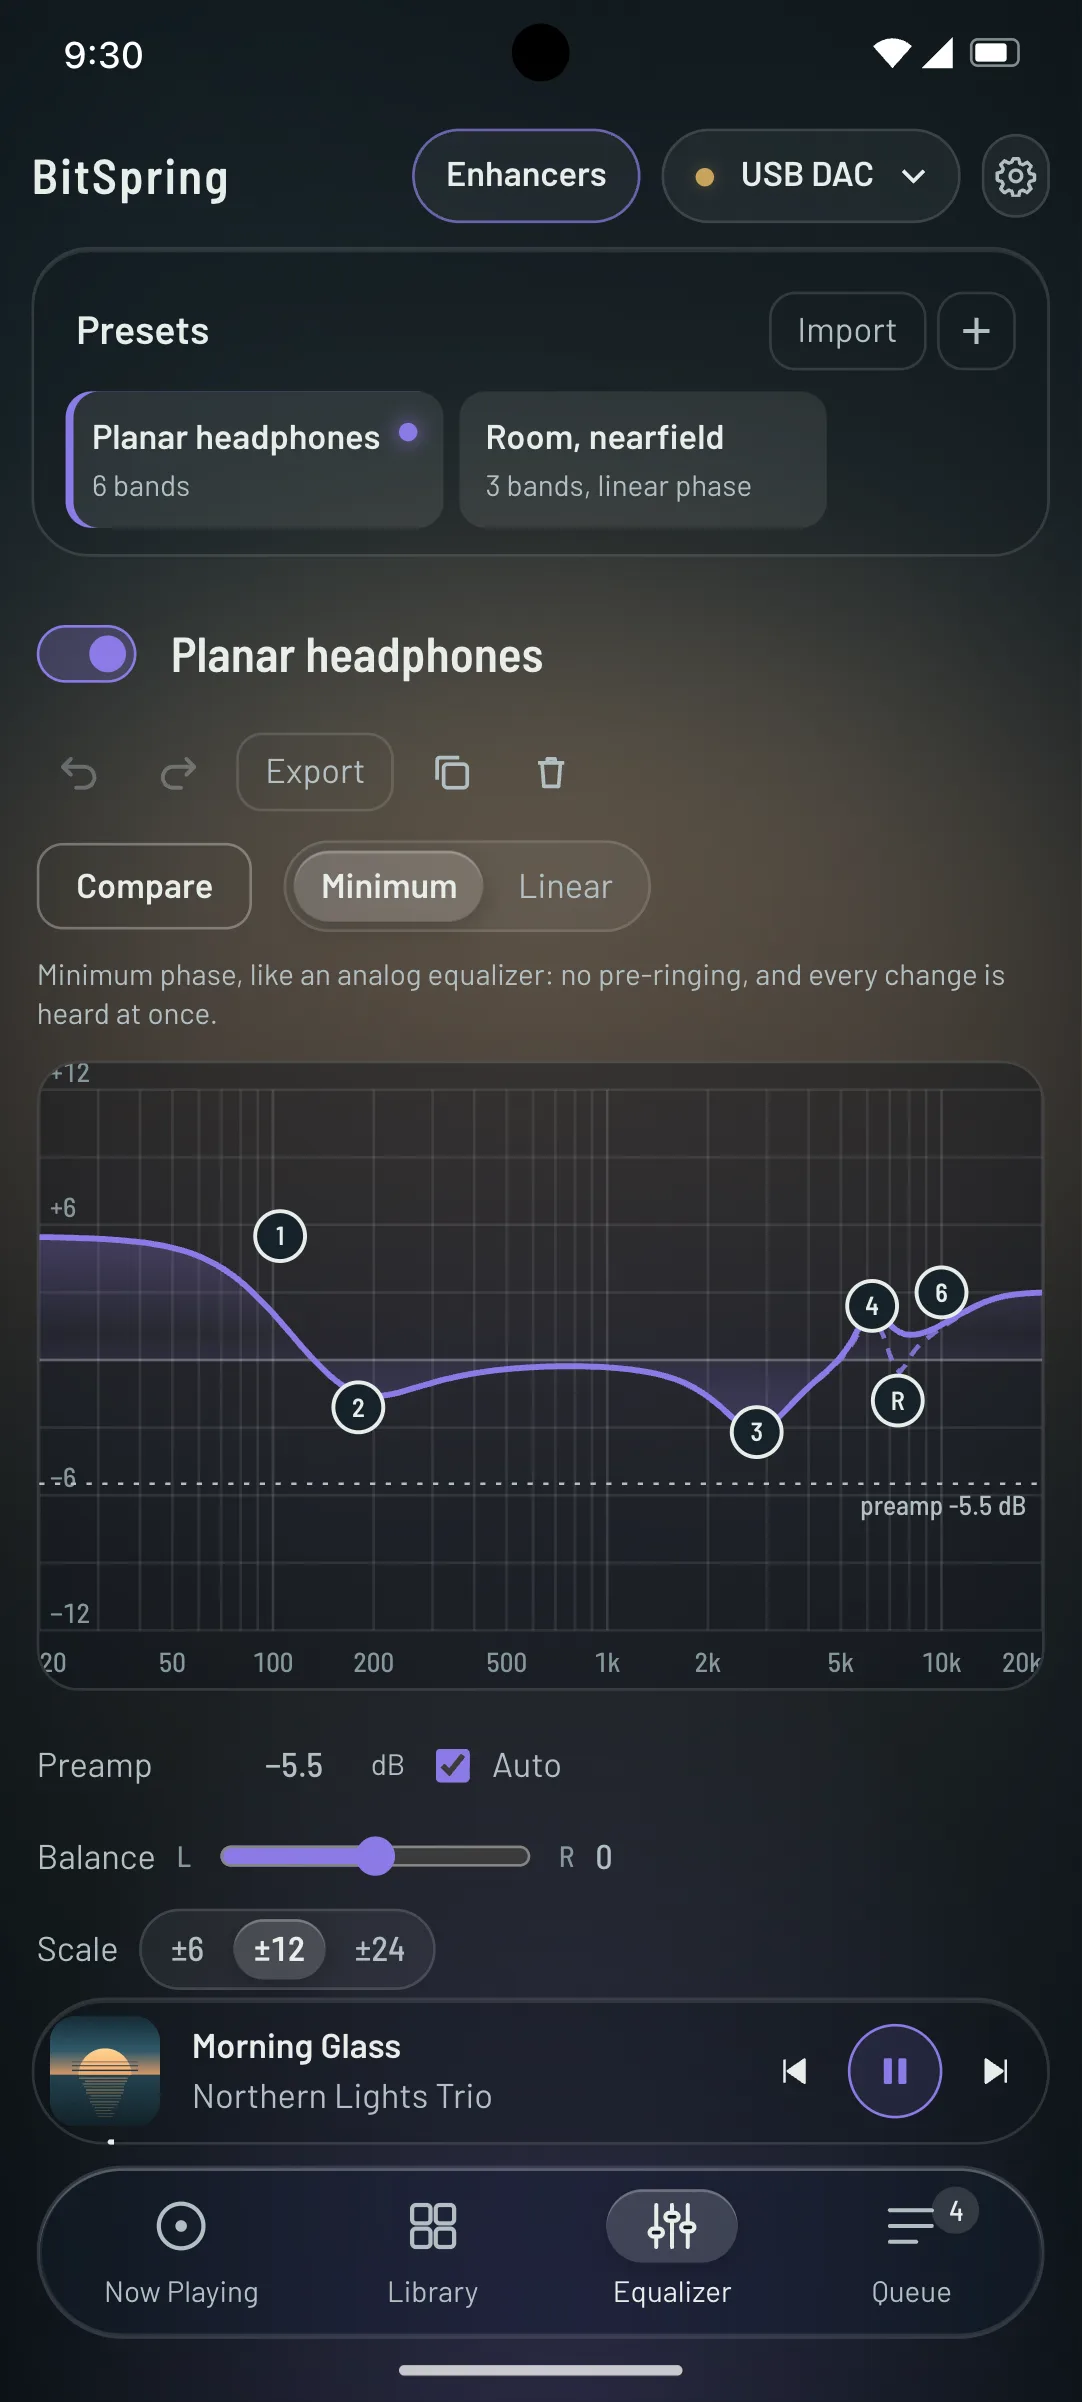 9:30
BitSpring
Enhancers
USB DAC
Presets
Import
+
Planar headphones
6 bands
Room, nearfield
3 bands, linear phase
Planar headphones
Export
Compare
Minimum
Linear
Minimum phase, like an analog equalizer: no pre-ringing, and every change is
heard at once.
+12
+6
1
4
6
2
R
3
−6
preamp -5.5 dB
−12
20 50 100 200 500 1k 2k 5k 10k 20k
Preamp −5.5 dB Auto
Balance L R 0
Scale ±6 ±12 ±24
Morning Glass
Northern Lights Trio
4
Now Playing
Library
Equalizer
Queue